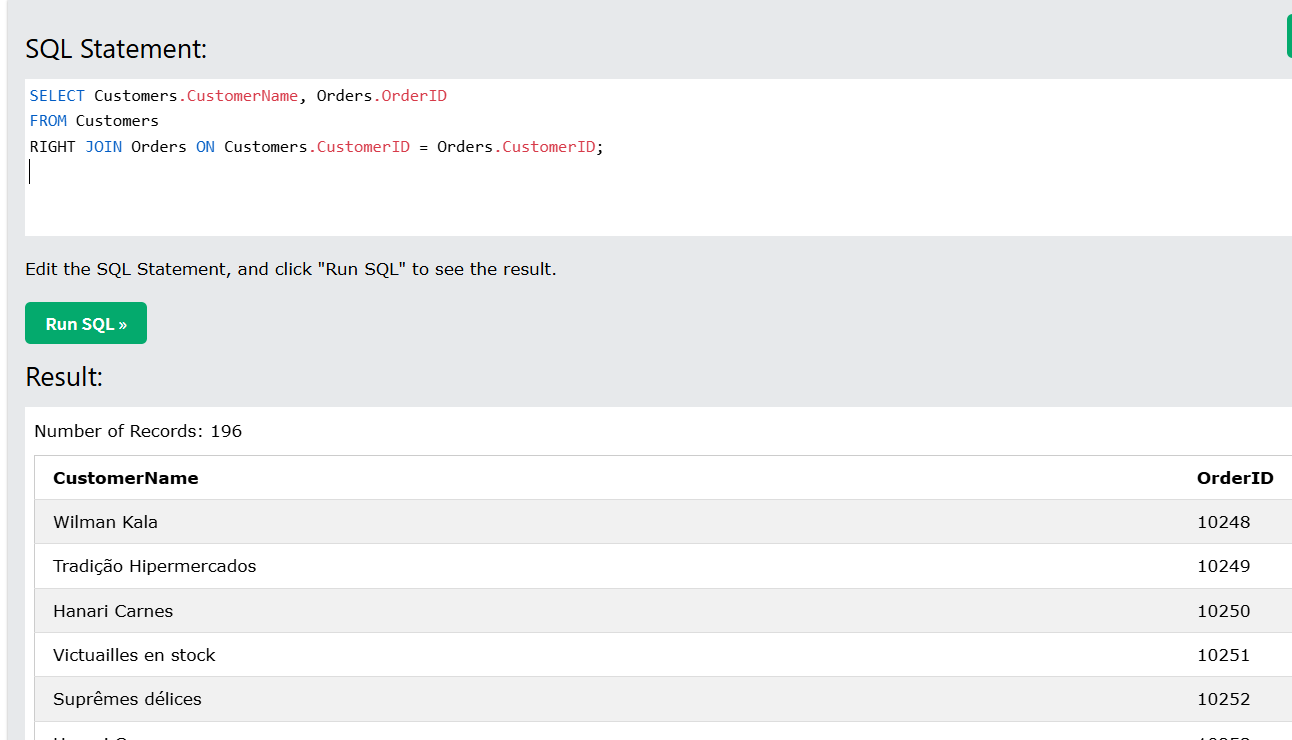 SQL Statement:
SELECT Customers.CustomerName, Orders.OrderID
FROM Customers
RIGHT JOIN Orders ON Customers.CustomerID = Orders.CustomerID;
Edit the SQL Statement, and click "Run SQL" to see the result.
Run SQL »
Result:
Number of Records: 196
CustomerName OrderID
Wilman Kala 10248
Tradição Hipermercados 10249
Hanari Carnes 10250
Victuailles en stock 10251
Suprêmes délices 10252